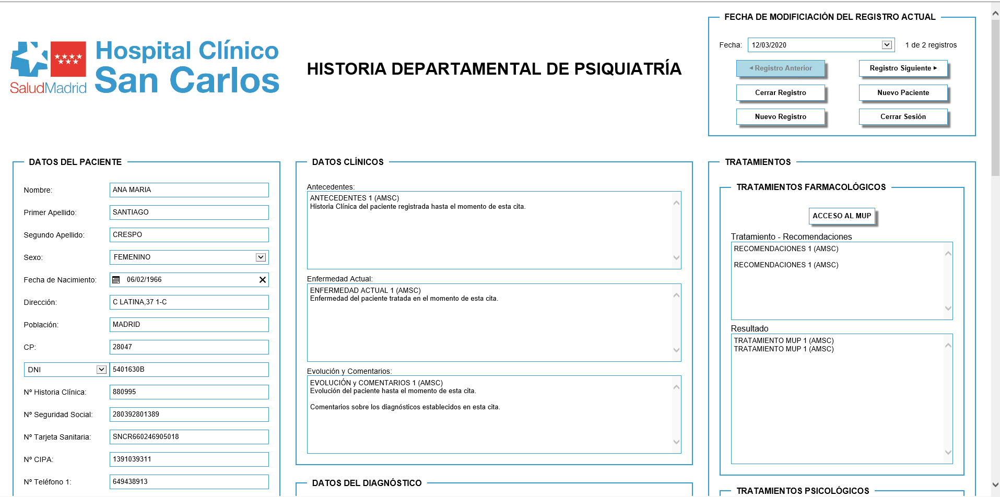 Hospital Clínico
San Carlos
SaludMadrid
HISTORIA DEPARTAMENTAL DE PSIQUIATRÍA
FECHA DE MODIFICIACIÓN DEL REGISTRO ACTUAL
Fecha: 12/03/2020 1 de 2 registros
◄ Registro Anterior Registro Siguiente ►
Cerrar Registro Nuevo Paciente
Nuevo Registro Cerrar Sesión
DATOS DEL PACIENTE
Nombre: ANA MARIA
Primer Apellido: SANTIAGO
Segundo Apellido: CRESPO
Sexo: FEMENINO
Fecha de Nacimiento: 06/02/1966
Dirección: C LATINA,37 1-C
Población: MADRID
CP: 28047
DNI 5401630B
Nº Historia Clínica: 880995
Nº Seguridad Social: 280392801389
Nº Tarjeta Sanitaria: SNCR660246905018
Nº CIPA: 1391039311
Nº Teléfono 1: 649438913
DATOS CLÍNICOS
Antecedentes:
ANTECEDENTES 1 (AMSC)
Historia Clínica del paciente registrada hasta el momento de esta cita.
Enfermedad Actual:
ENFERMEDAD ACTUAL 1 (AMSC)
Enfermedad del paciente tratada en el momento de esta cita.
Evolución y Comentarios:
EVOLUCIÓN y COMENTARIOS 1 (AMSC)
Evolución del paciente hasta el momento de esta cita.
Comentarios sobre los diagnósticos establecidos en esta cita.
DATOS DEL DIAGNÓSTICO
TRATAMIENTOS
TRATAMIENTOS FARMACOLÓGICOS
ACCESO AL MUP
Tratamiento - Recomendaciones
RECOMENDACIONES 1 (AMSC)
RECOMENDACIONES 1 (AMSC)
Resultado
TRATAMIENTO MUP 1 (AMSC)
TRATAMIENTO MUP 1 (AMSC)
TRATAMIENTOS PSICOLÓGICOS